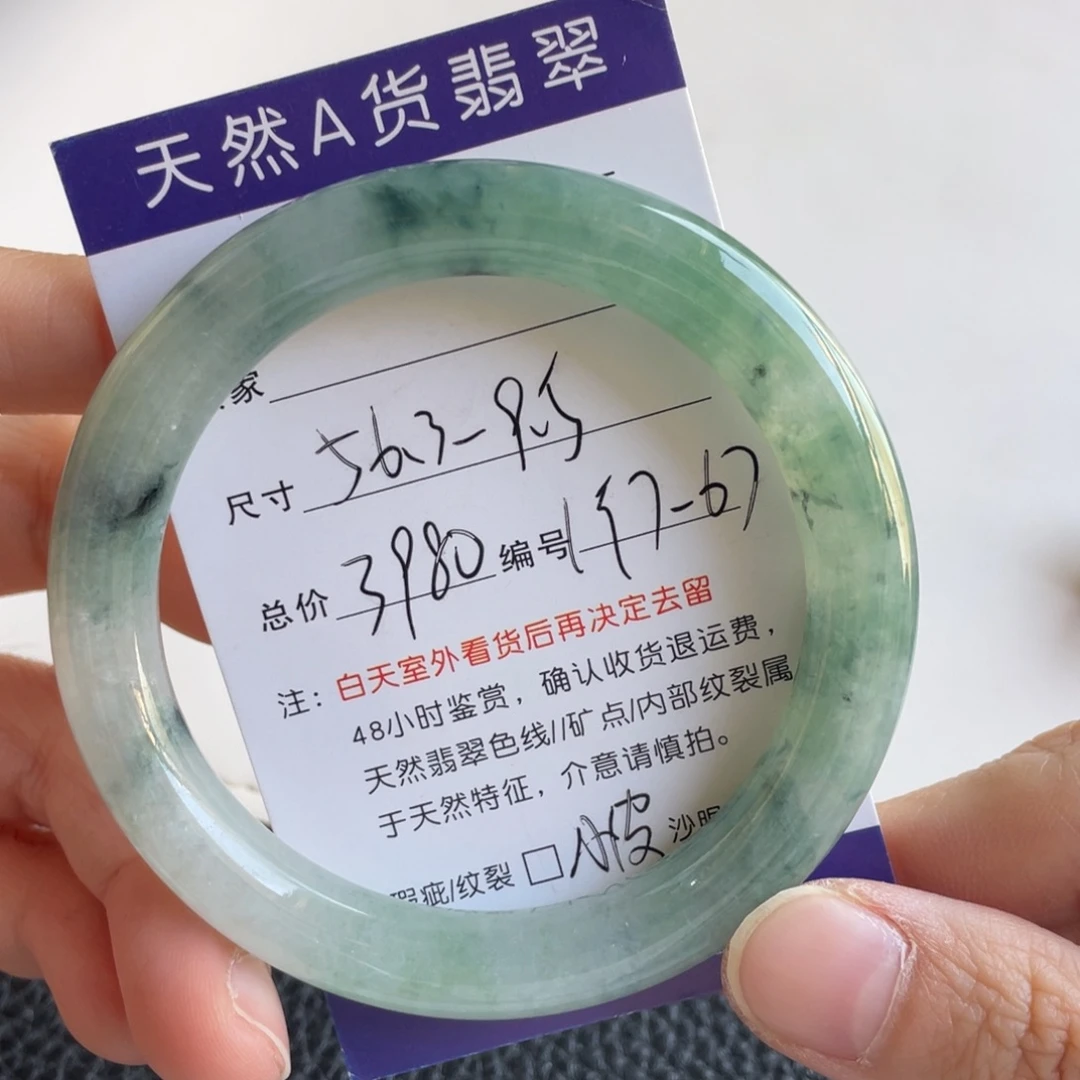 天然A货翡翠
家
尺寸 56.3-9.5
总价 3980 编号 197-67
注：白天室外看货后再决定去留
48小时鉴赏，确认收货退运费，
天然翡翠色线//矿点/内部纹裂属
于天然特征，介意请慎拍。
瑕疵/纹裂 □ 沙眼